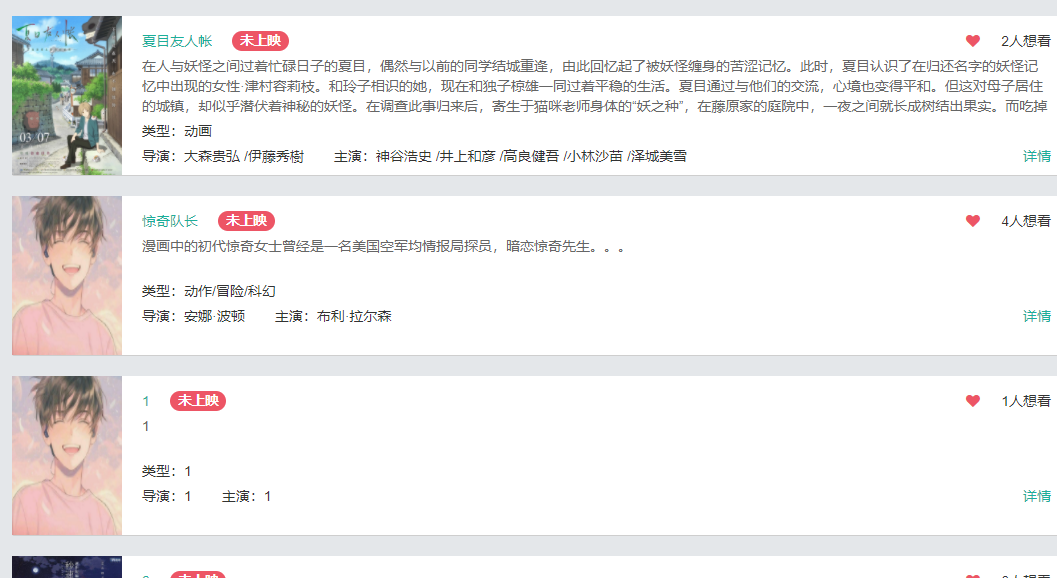 夏目友人帐 未上映 2人想看
在人与妖怪之间过着忙碌日子的夏目，偶然与以前的同学结城重逢，由此回忆起了被妖怪缠身的苦涩记忆。此时，夏目认识了在归还名字的妖怪记
忆中出现的女性·津村容莉枝。和玲子相识的她，现在和独子椋雄一同过着平稳的生活。夏目通过与他们的交流，心境也变得平和。但这对母子居住
的城镇，却似乎潜伏着神秘的妖怪。在调查此事归来后，寄生于猫咪老师身体的“妖之种”，在藤原家的庭院中，一夜之间就长成树结出果实。而吃掉
类型：动画
导演：大森贵弘 /伊藤秀樹 主演：神谷浩史 /井上和彦 /高良健吾 /小林沙苗 /泽城美雪 详情
03 07
惊奇队长 未上映 4人想看
漫画中的初代惊奇女士曾经是一名美国空军均情报局探员，暗恋惊奇先生。。。
类型：动作/冒险/科幻
导演：安娜·波顿 主演：布利·拉尔森 详情
1 未上映 1人想看
1
类型：1
导演：1 主演：1 详情
未上映